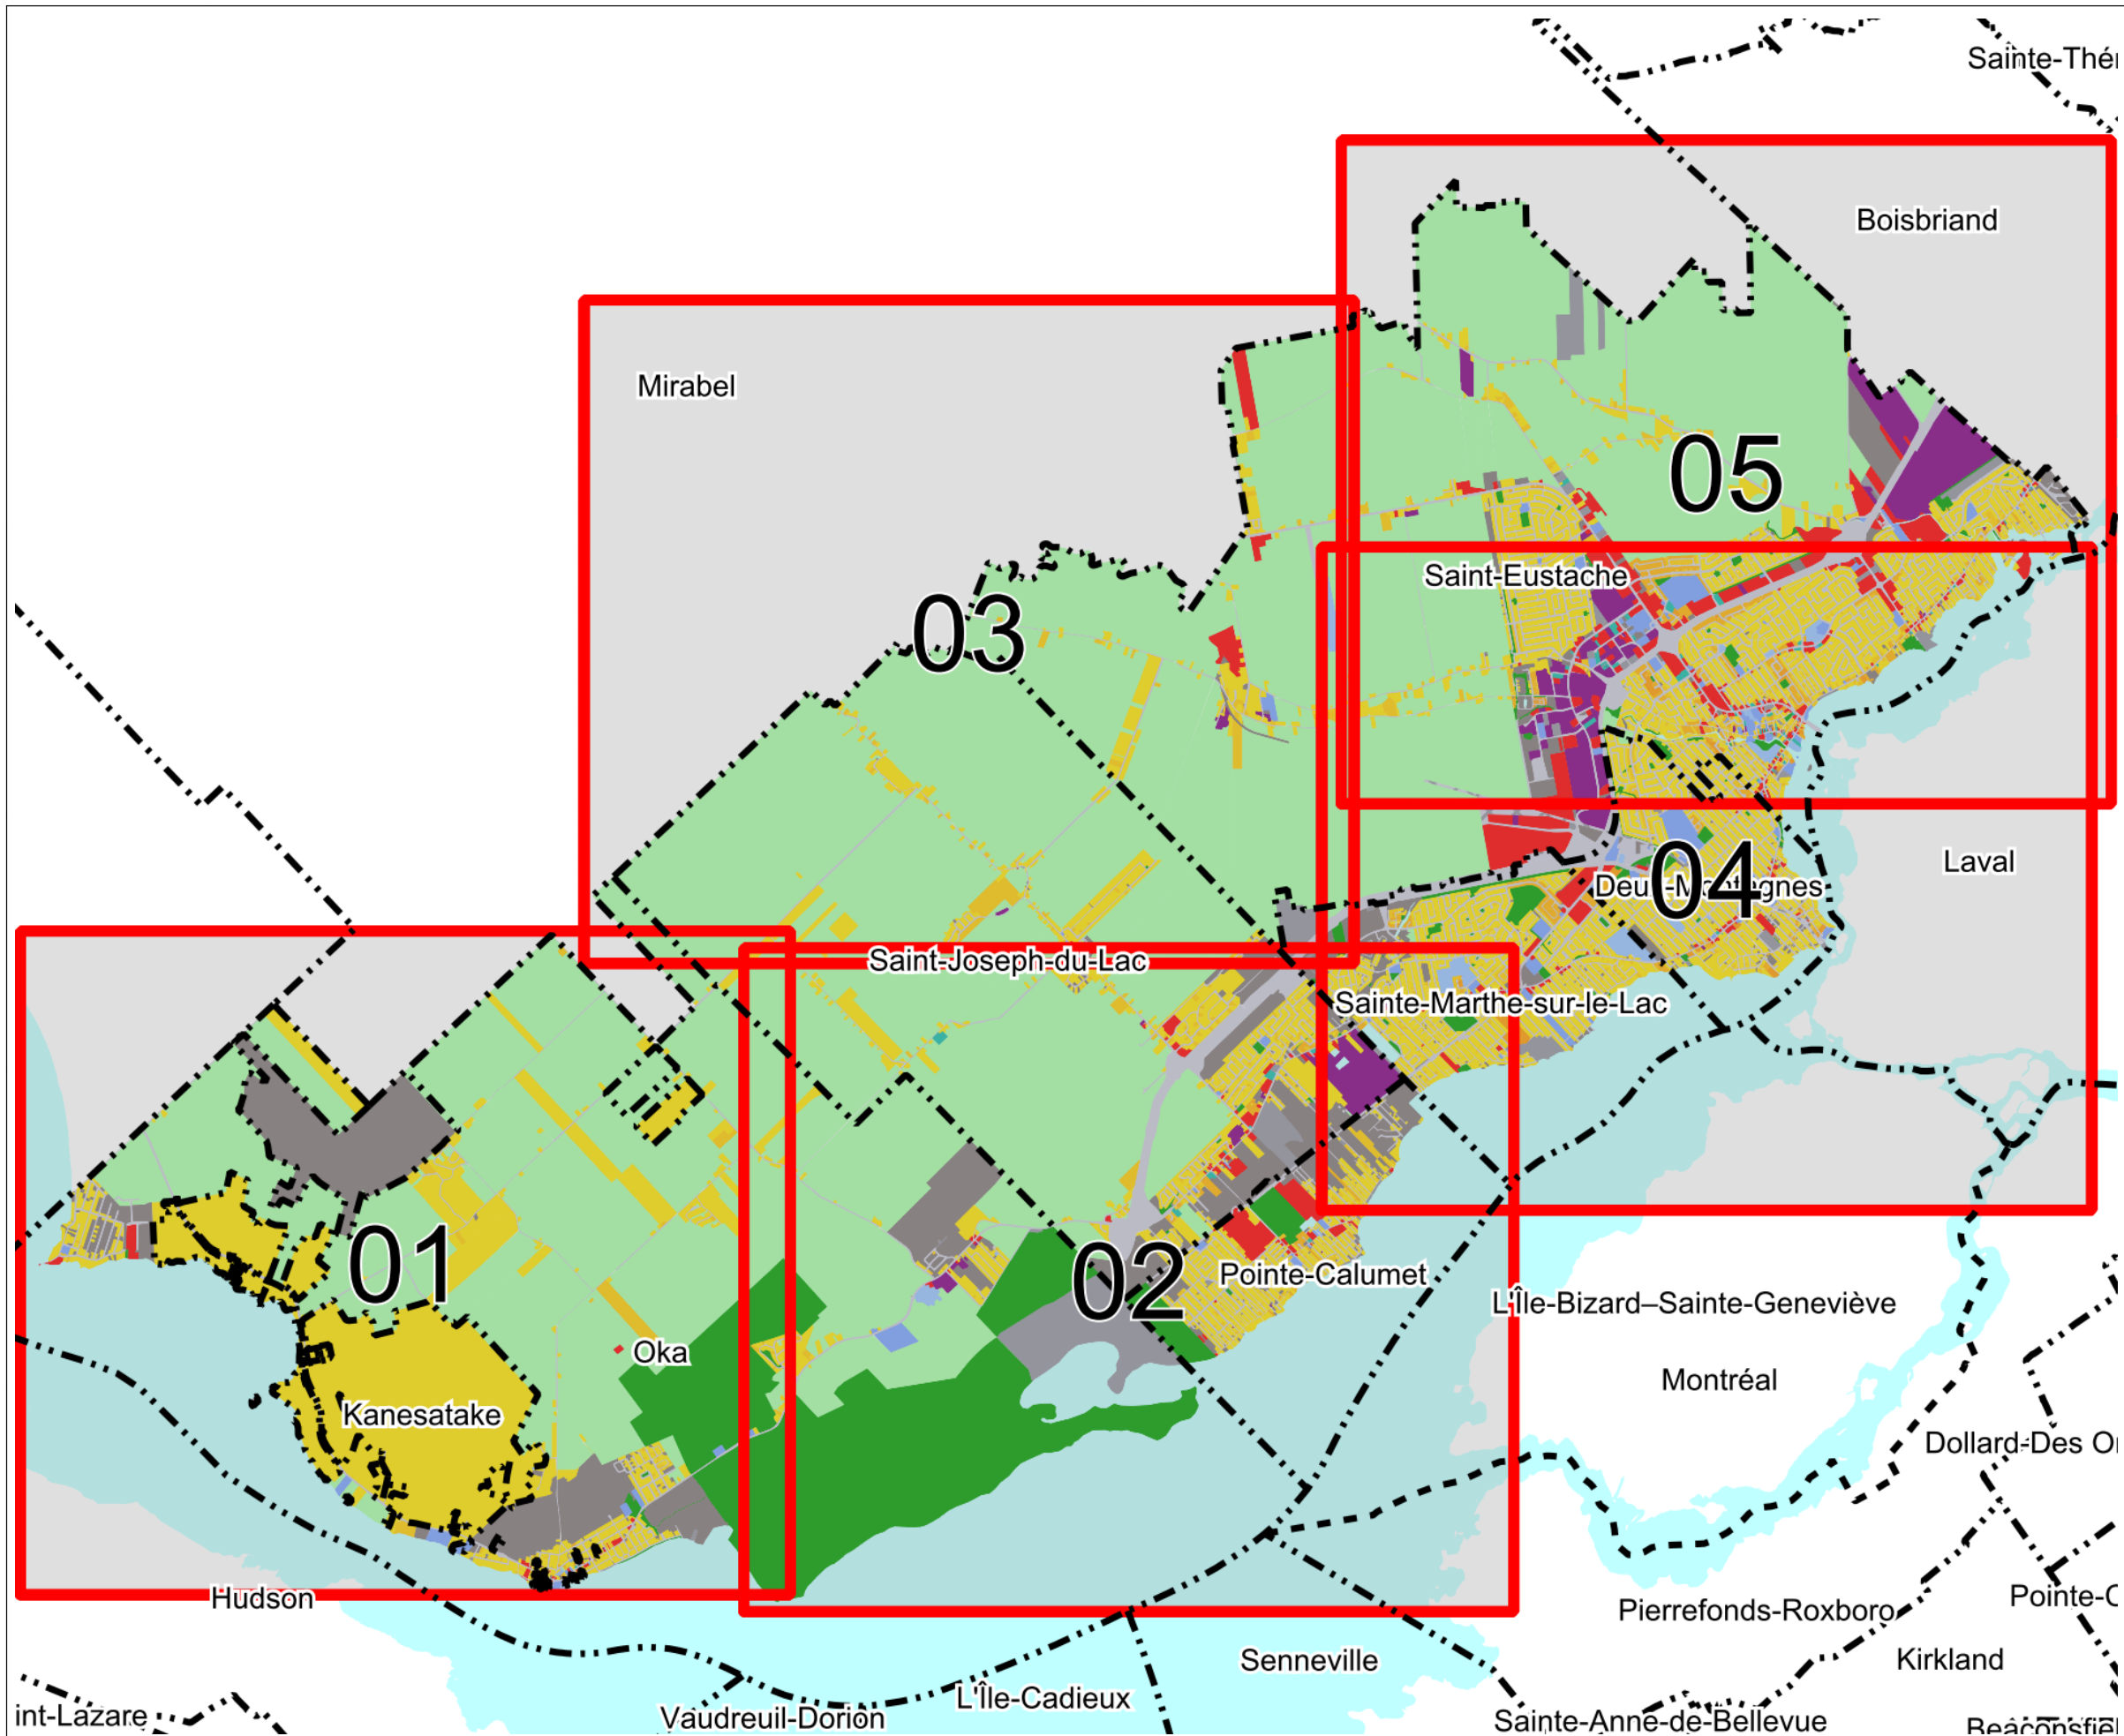 Sainte-Thér
Boisbriand
Mirabel
05
Saint-Eustache
03
Laval
04
Saint-Joseph-du-Lac
Sainte-Marthe-sur-le-Lac
01
02
Pointe-Calumet
L'Île-Bizard–Sainte-Geneviève
Oka
Montréal
Kanesatake
Dollard-Des Or
Hudson
Pointe-C
Pierrefonds-Roxboro
Senneville
Kirkland
L'Île-Cadieux
int-Lazare
Vaudreuil-Dorion
Sainte-Anne-de-Bellevue
Beaconsfie